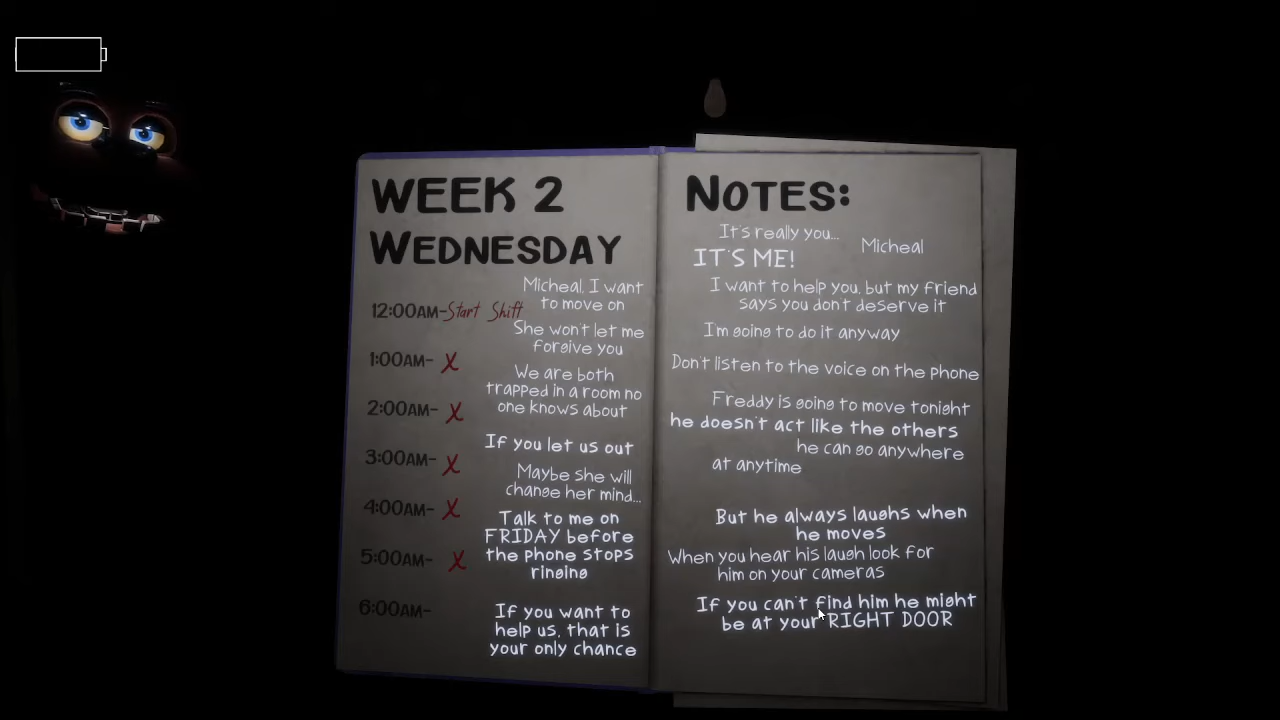 WEEK 2
WEDNESDAY
12:00AM-Start Shift
1:00AM- X
2:00AM- X
3:00AM- X
4:00AM- X
5:00AM- X
6:00AM-
Micheal, I want
to move on
She won't let me
forgive you
We are both
trapped in a room no
one knows about
If you let us out
Maybe she will
change her mind...
Talk to me on
FRIDAY before
the phone stops
ringing
If you want to
help us, that is
your only chance
NOTES:
It's really you...
Micheal
IT'S ME!
I want to help you, but my friend
says you don't deserve it
I'm going to do it anyway
Don't listen to the voice on the phone
Freddy is going to move tonight
he doesn't act like the others
he can go anywhere
at anytime
But he always laughs when
he moves
When you hear his laugh look for
him on your cameras
If you can't find him he might
be at your RIGHT DOOR